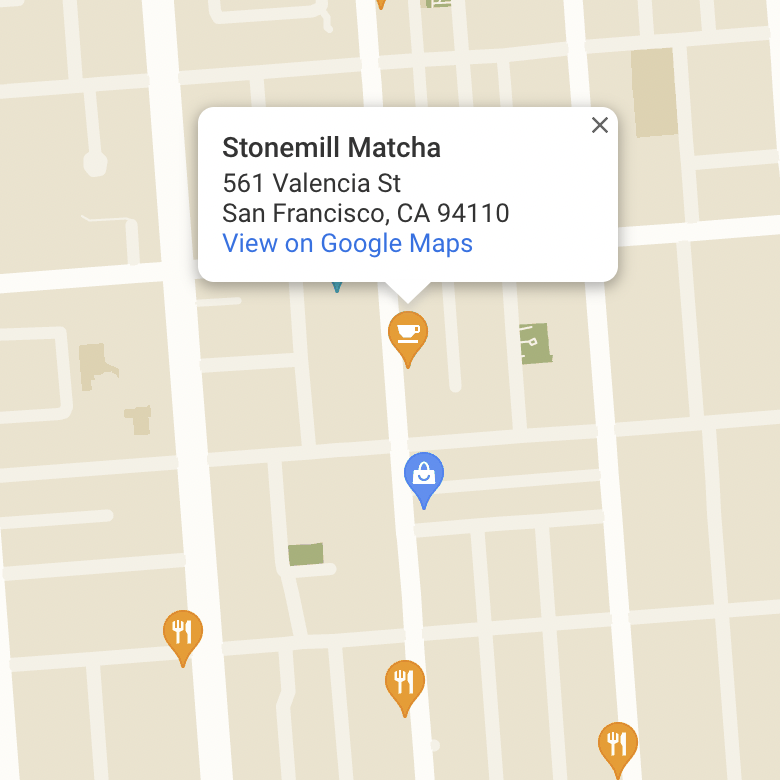 Stonemill Matcha
561 Valencia St
San Francisco, CA 94110
View on Google Maps